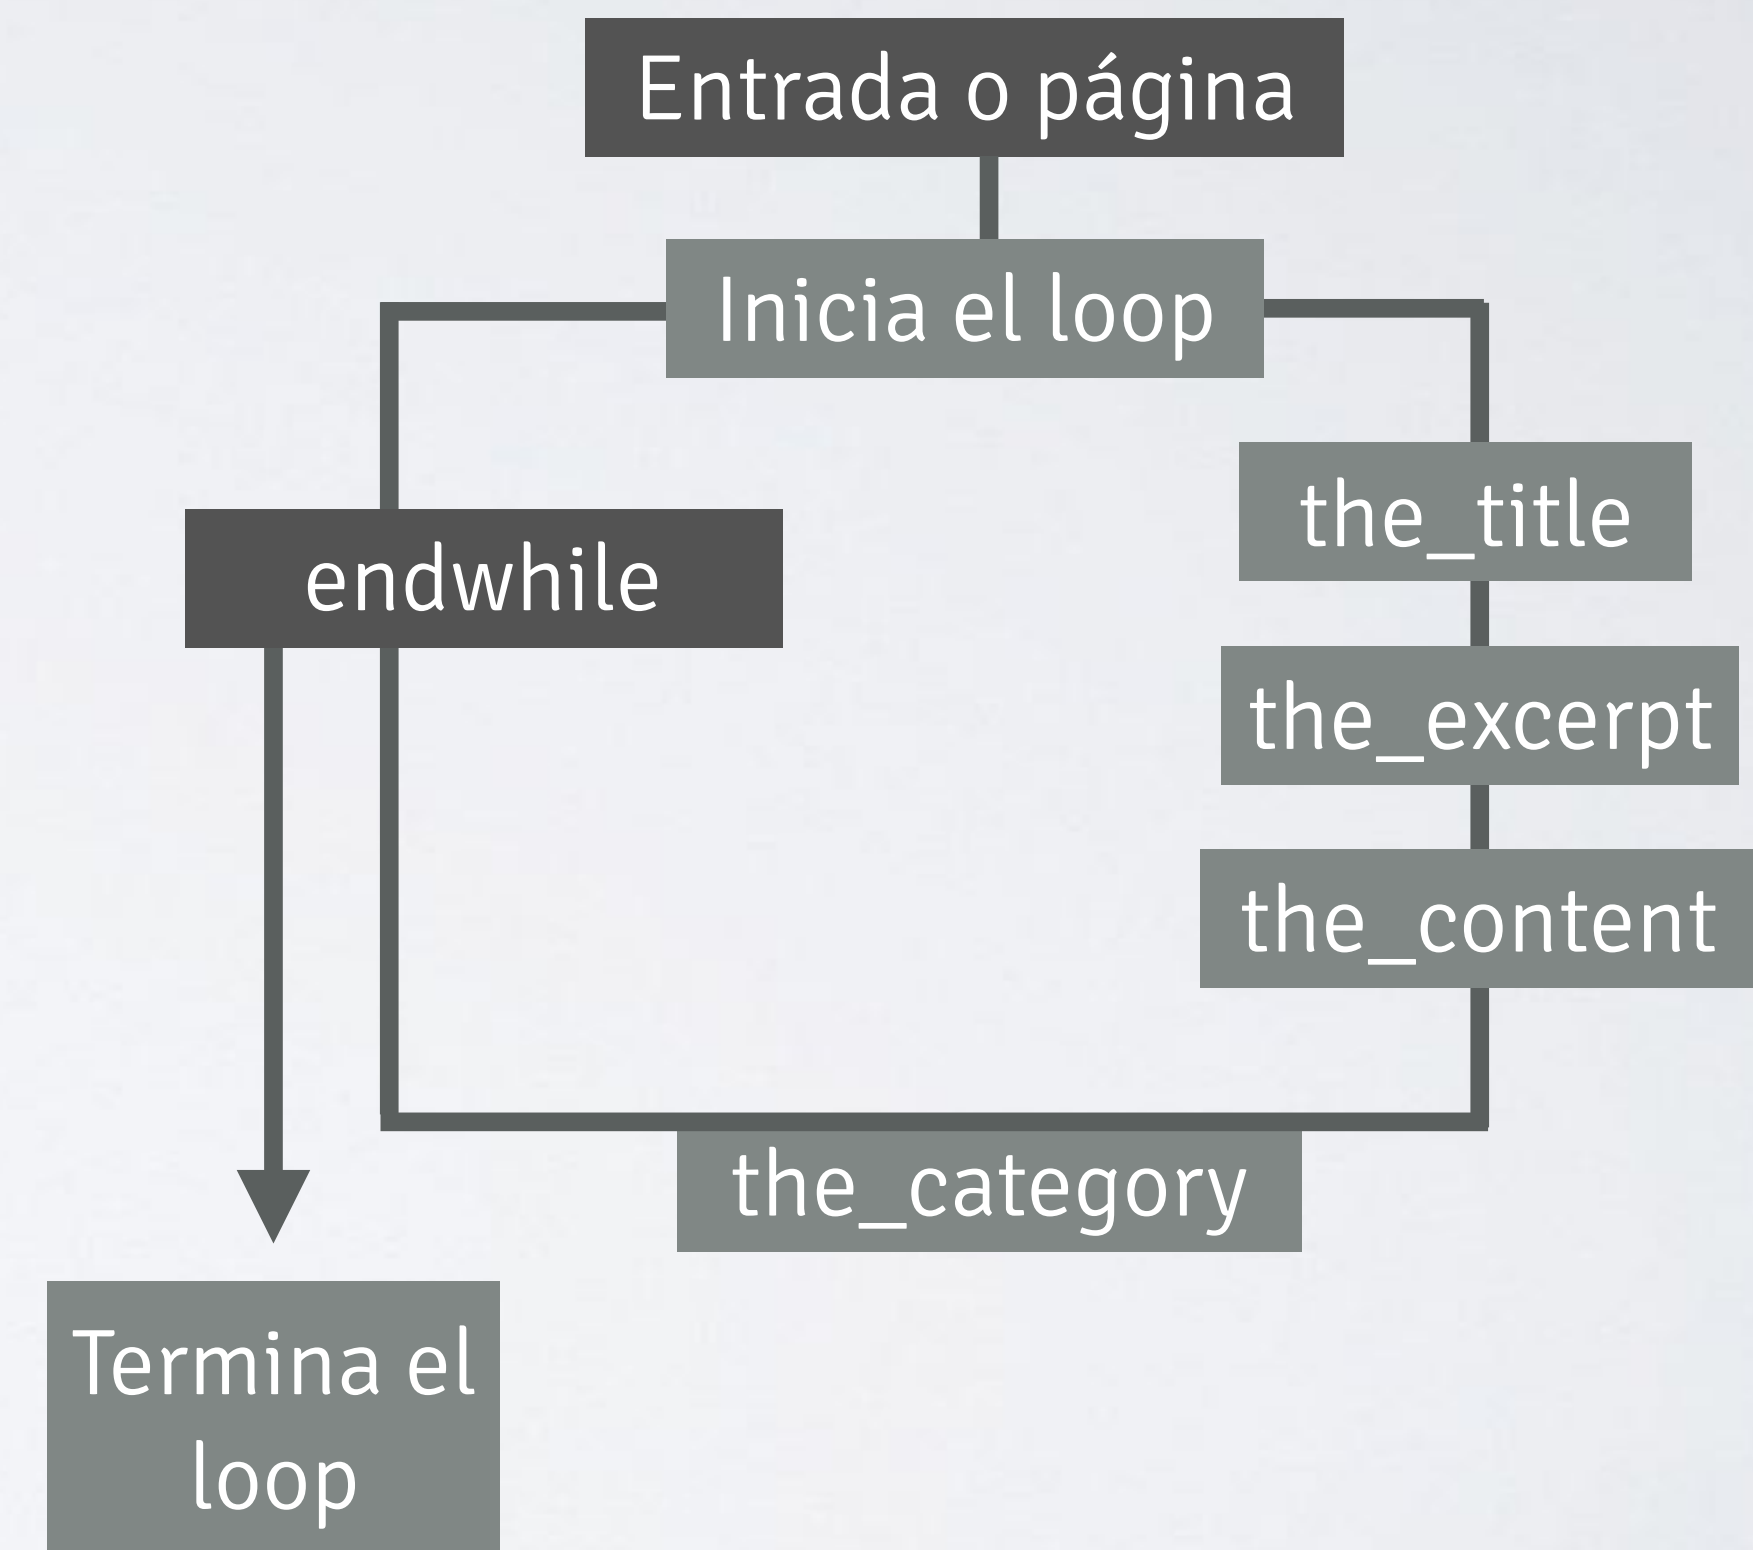 Entrada o página
Inicia el loop
the_title
endwhile
the_excerpt
the_content
the_category
Termina el
loop